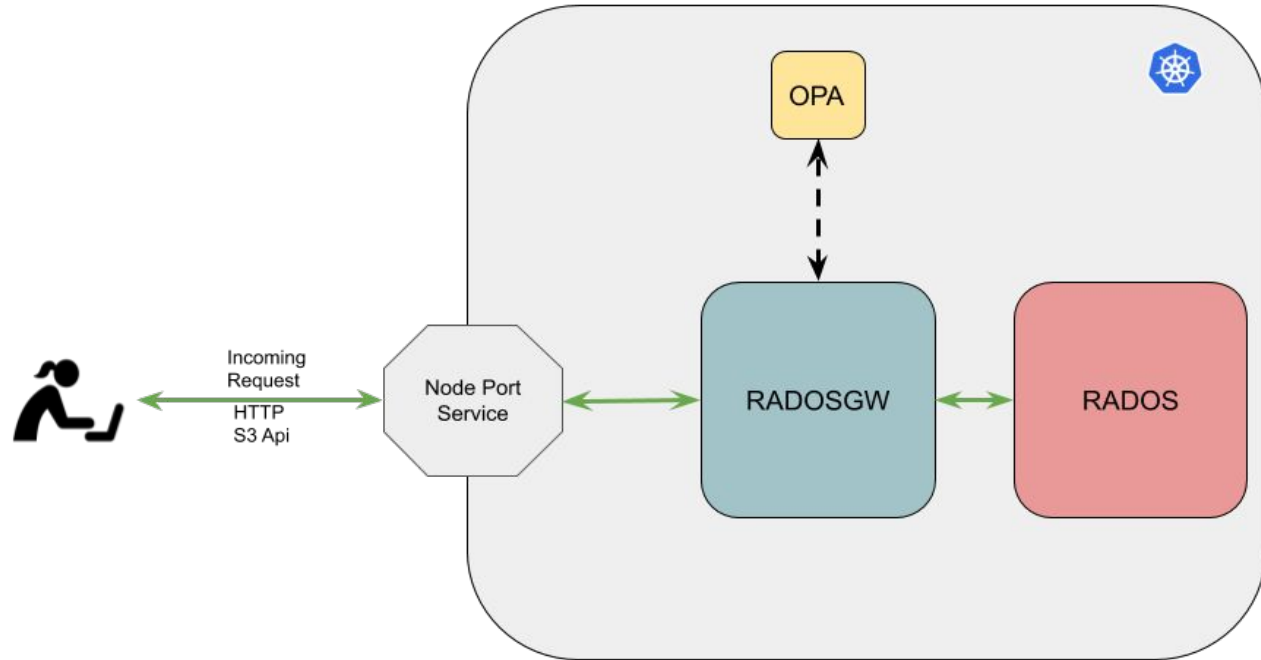 OPA
Incoming
Request
HTTP
S3 Api
Node Port
Service
RADOSGW
RADOS